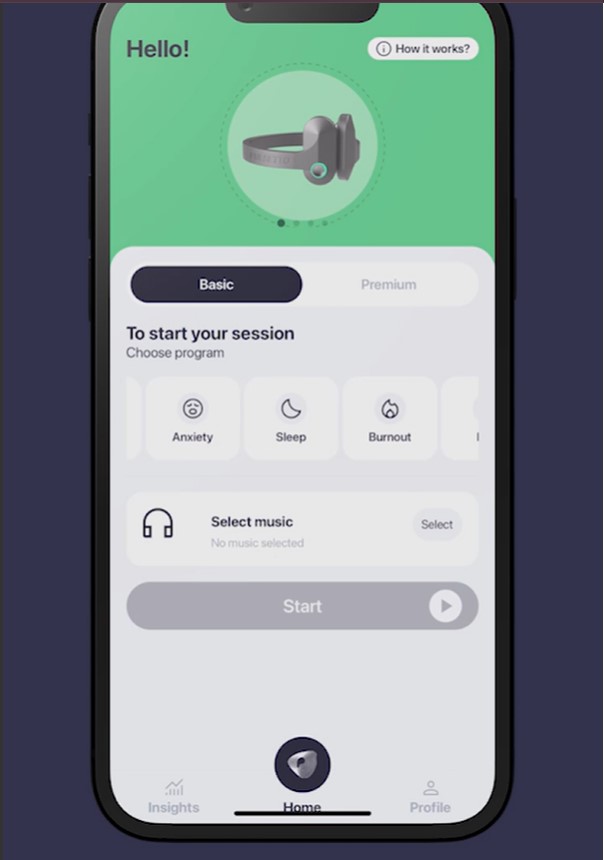 Hello!
How it works?
Basic
Premium
To start your session
Choose program
Anxiety
Sleep
Burnout
Select music
No music selected
Select
Start
Insights
Home
Profile